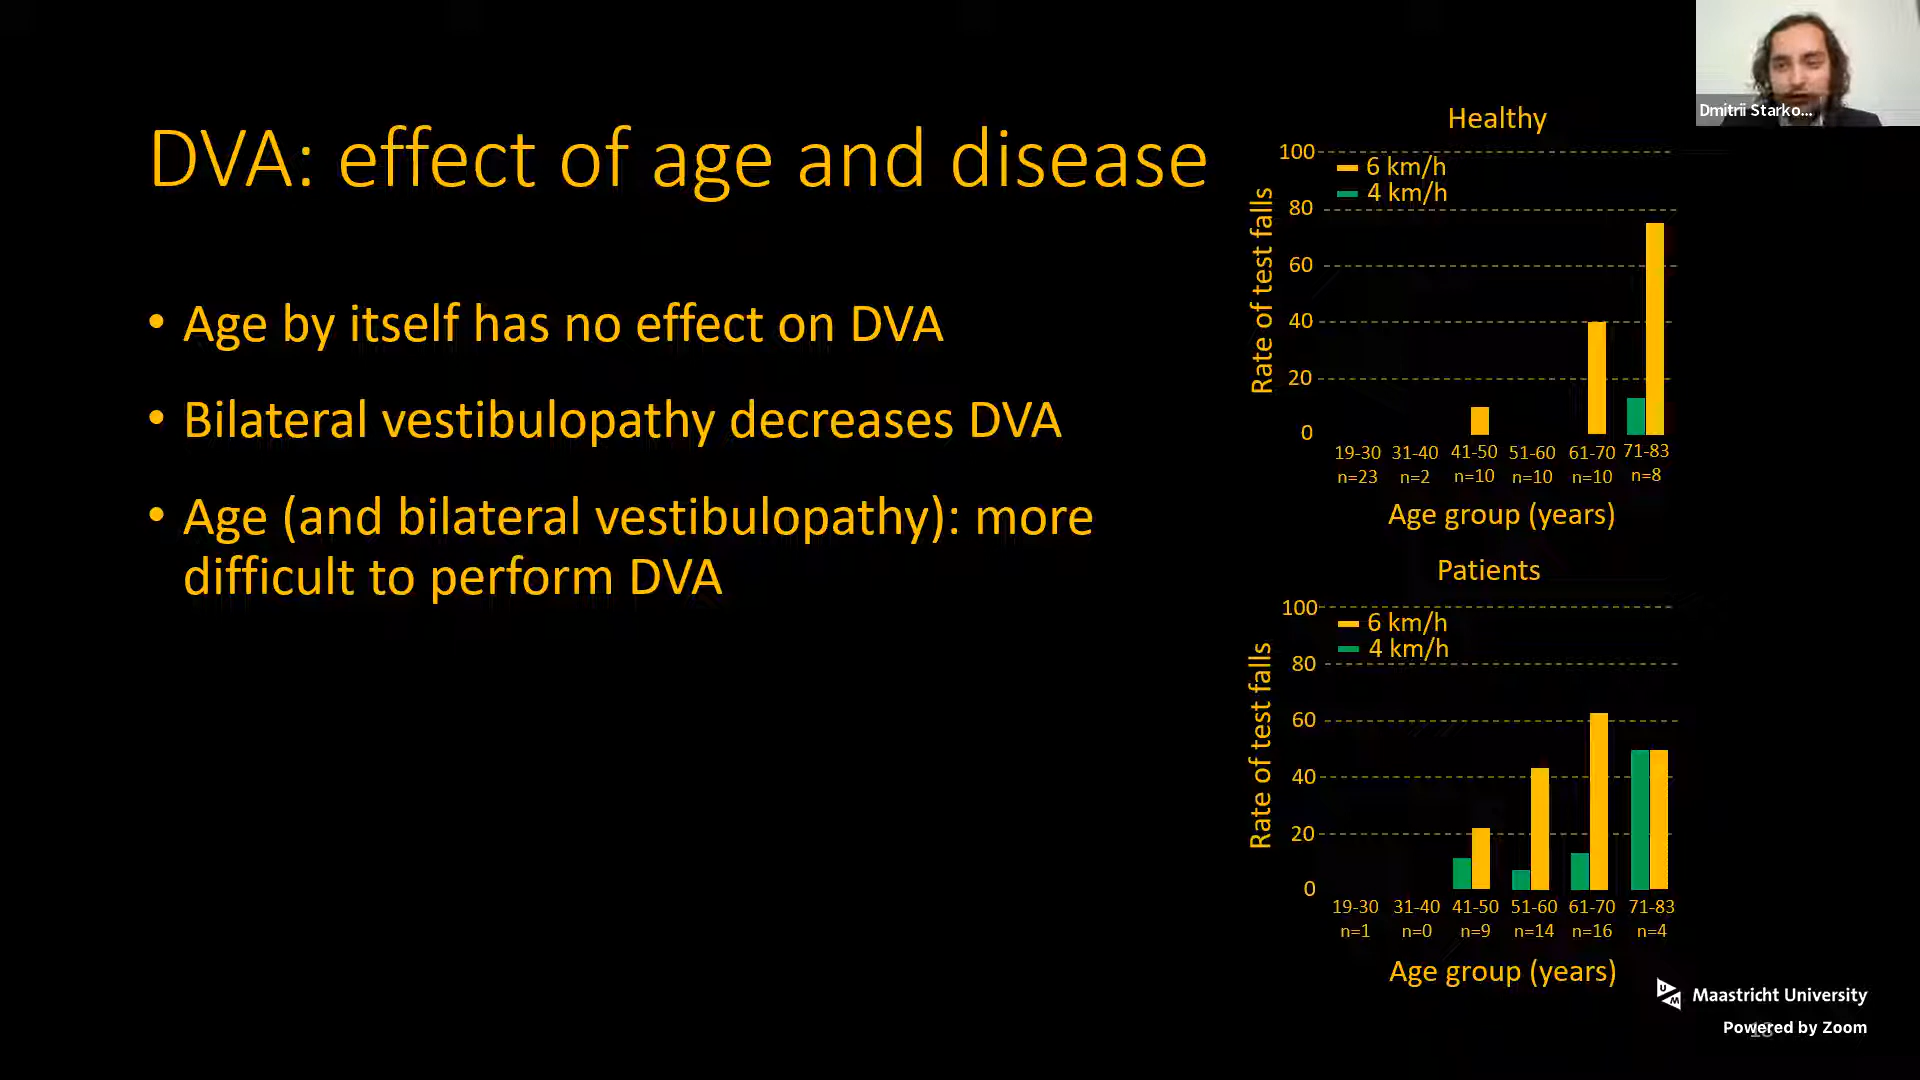 DVA: effect of age and disease
• Age by itself has no effect on DVA
• Bilateral vestibulopathy decreases DVA
• Age (and bilateral vestibulopathy): more
difficult to perform DVA
Dmitrii Starko...
Healthy
Rate of test falls
100
80
60
40
20
0
6 km/h
4 km/h
19-30 31-40 41-50 51-60 61-70 71-83
n=23 n=2 n=10 n=10 n=10 n=8
Age group (years)
Patients
Rate of test falls
100
80
60
40
20
0
6 km/h
4 km/h
19-30 31-40 41-50 51-60 61-70 71-83
n=1 n=0 n=9 n=14 n=16 n=4
Age group (years)
UM
Maastricht University
Powered by Zoom